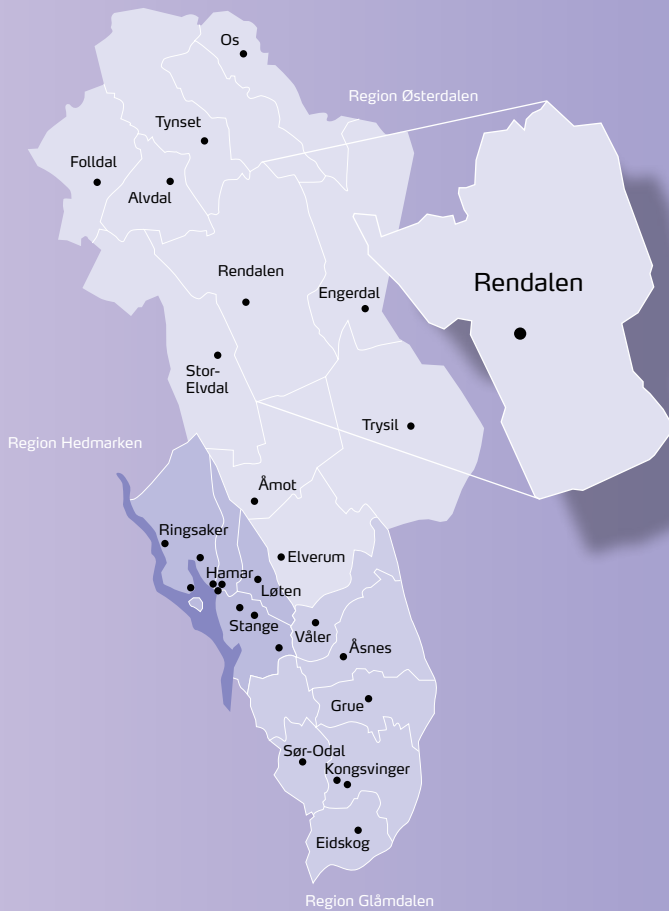 Os
Region Østerdalen
Tynset
Folldal
Alvdal
Rendalen
Rendalen
Engerdal
Stor-
Elvdal
Trysil
Region Hedmarken
Åmot
Ringsaker
Elverum
Hamar
Løten
Stange
Våler
Åsnes
Grue
Sør-Odal
Kongsvinger
Eidskog
Region Glåmdalen